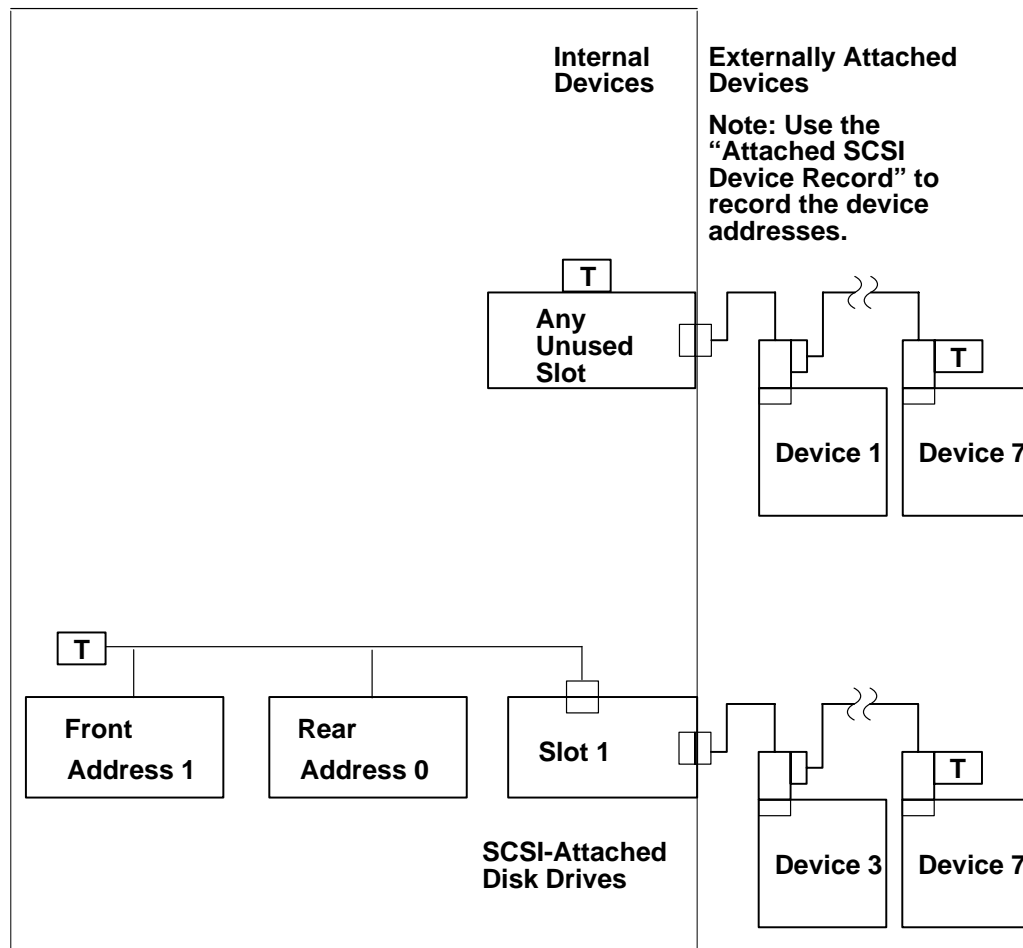 Internal
Devices
Externally Attached
Devices
Note: Use the
“Attached SCSI
Device Record” to
record the device
addresses.
T
Any
Unused
Slot
T
Device 1
Device 7
T
Front
Address 1
Rear
Address 0
Slot 1
T
Device 3
Device 7
SCSI-Attached
Disk Drives